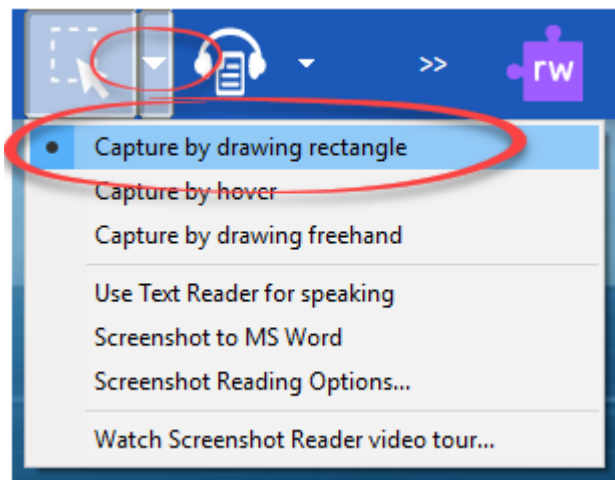 >> rw
Capture by drawing rectangle
Capture by hover
Capture by drawing freehand
Use Text Reader for speaking
Screenshot to MS Word
Screenshot Reading Options...
Watch Screenshot Reader video tour...